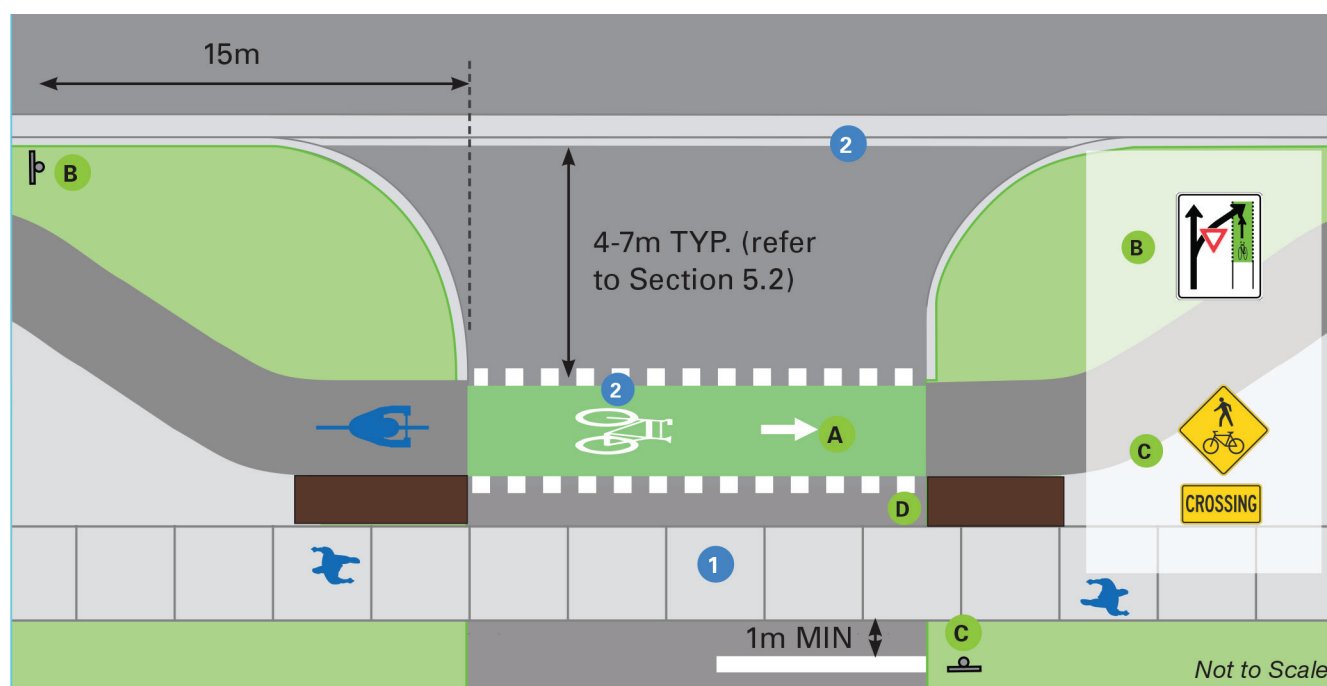 15m
2
B
4-7m TYP. (refer
to Section 5.2)
B
2
A
C
CROSSING
D
1
1m MIN
C
Not to Scale